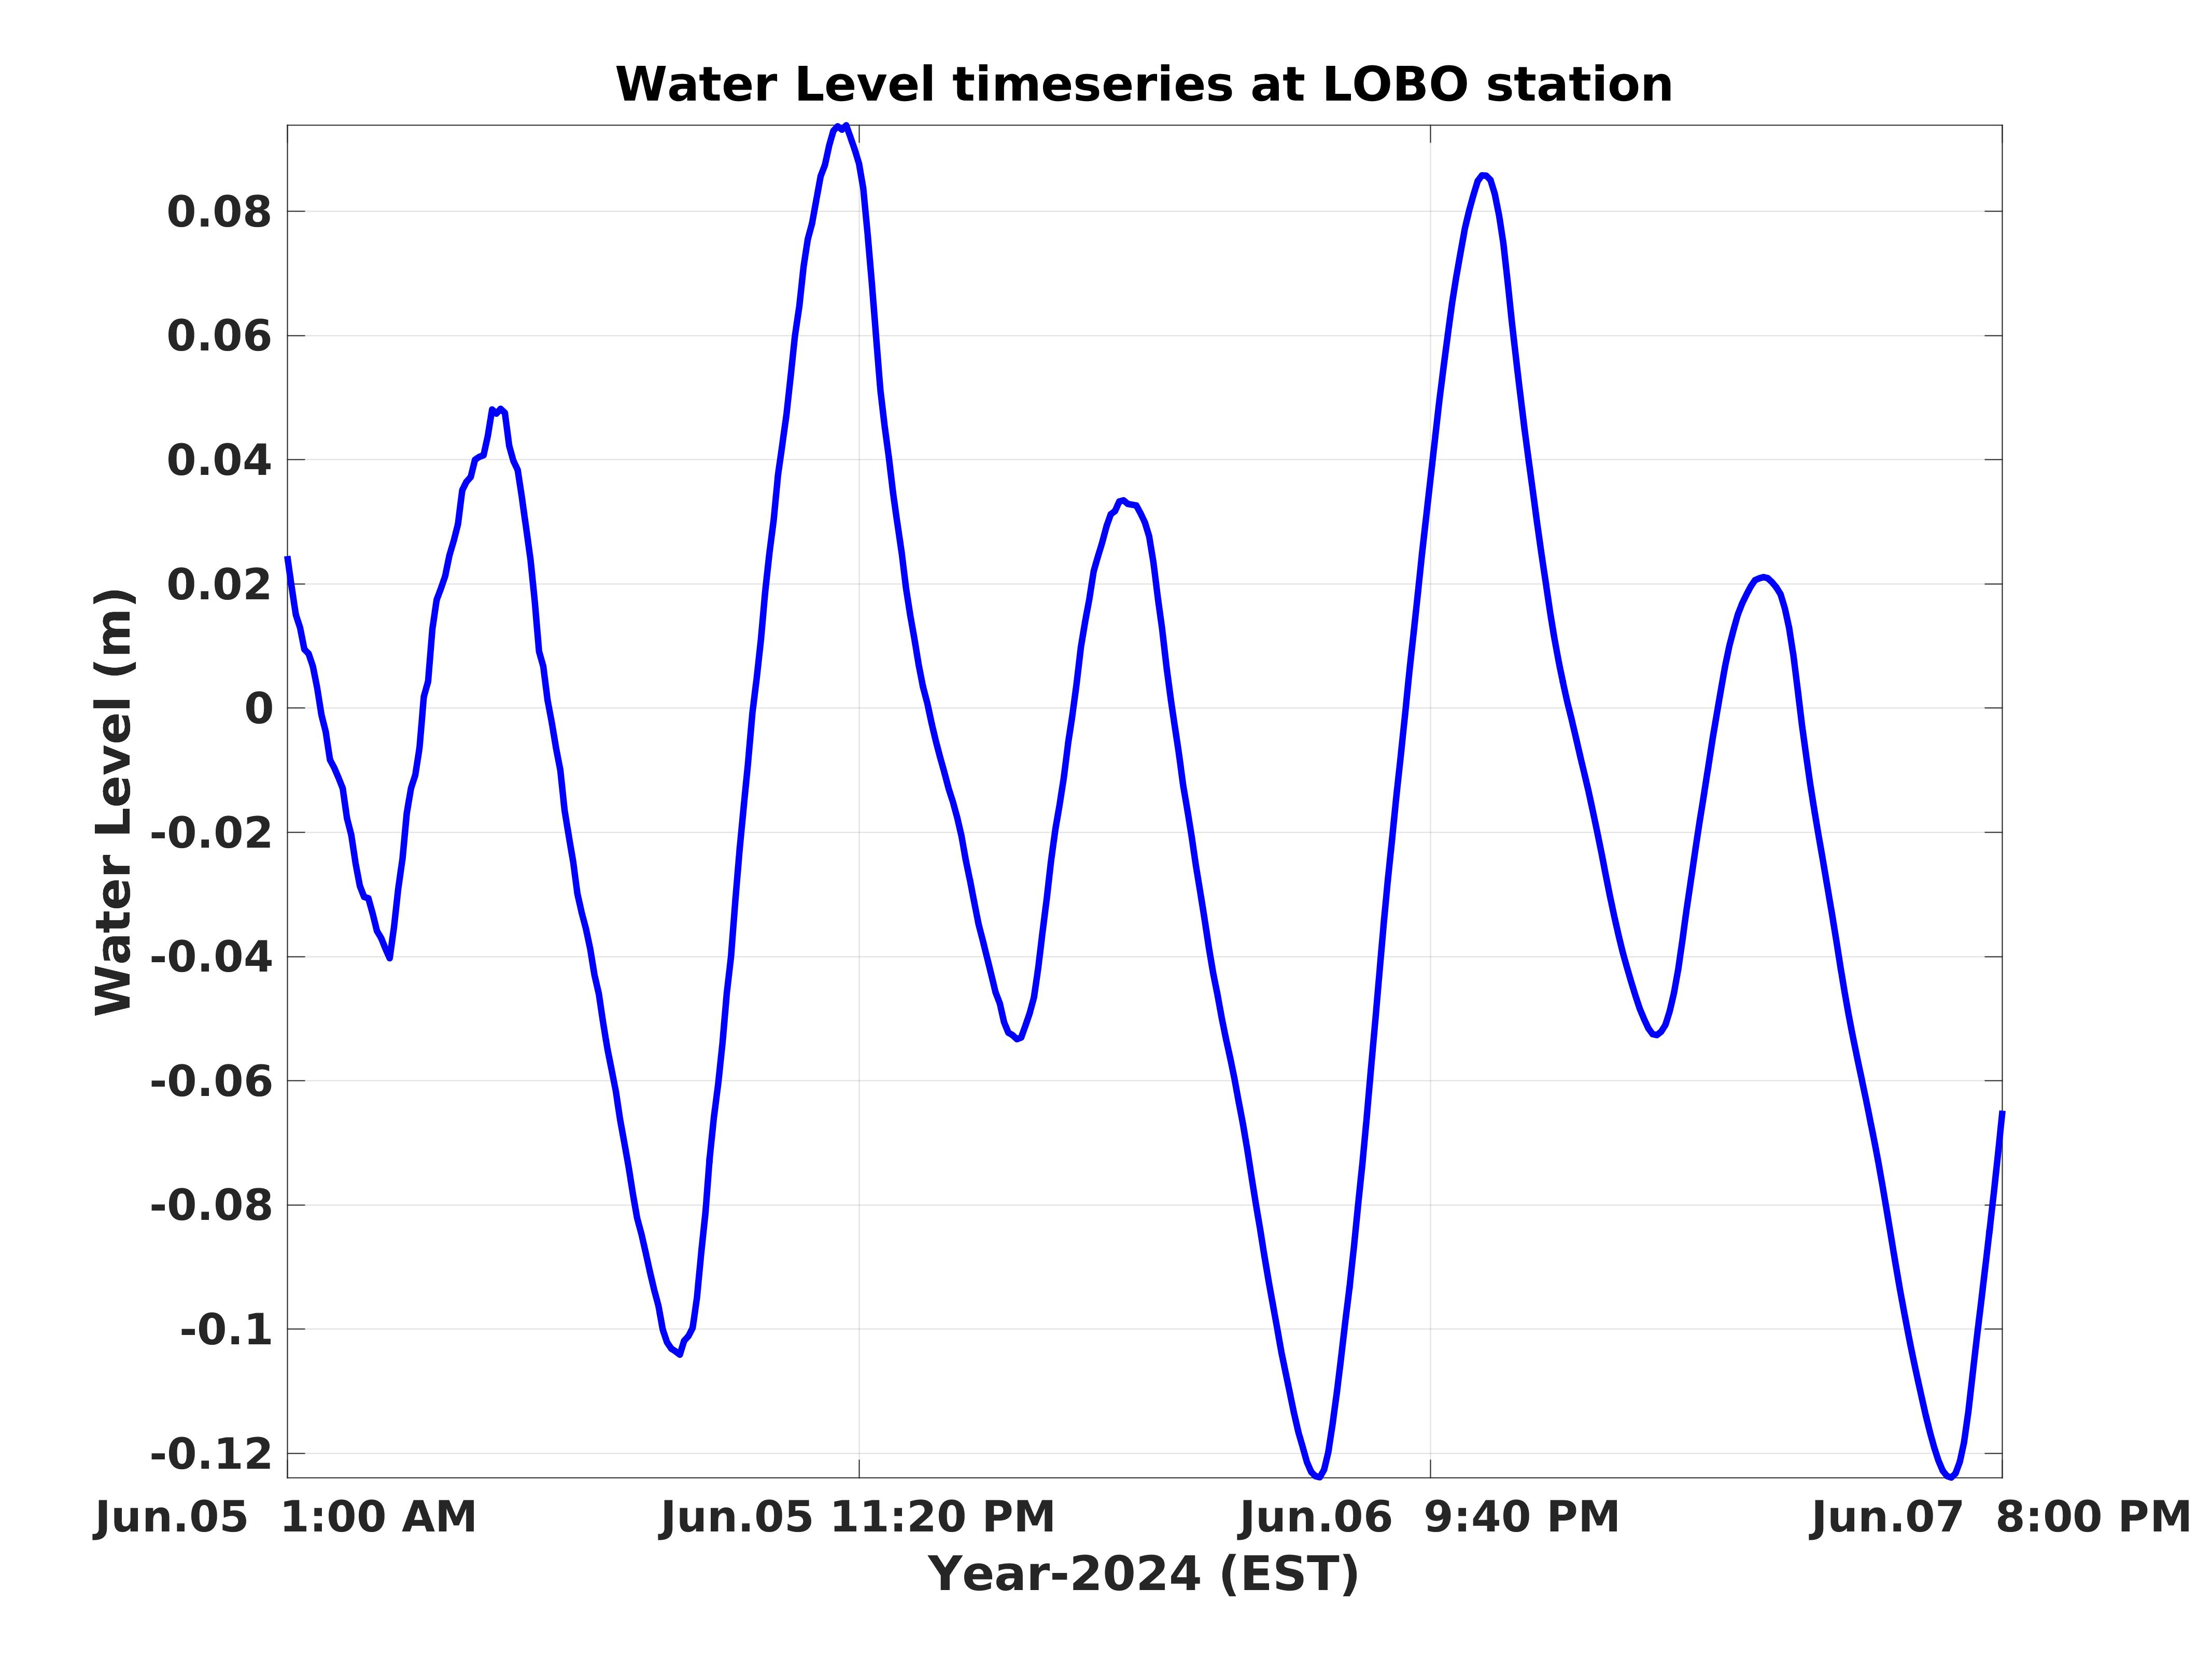 Water Level timeseries at LOBO station
0.08
0.06
0.04
0.02
0
-0.02
-0.04
-0.06
-0.08
-0.1
-0.12
Water Level (m)
Jun.05  1:00 AM
Jun.05 11:20 PM
Jun.06  9:40 PM
Jun.07  8:00 PM
Year-2024 (EST)